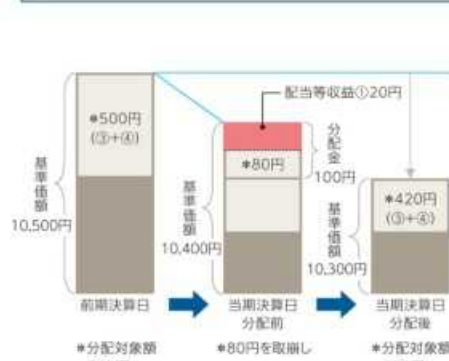 配当等収益①20円
*500円
(③+④)
分配金
100円
*80円
*420円
(③+④)
基準価額
10,500円
基準価額
10,400円
基準価額
10,300円
前期決算日
当期決算日
分配前
当期決算日
分配後
*分配対象額
*80円を取崩し
*分配対象額